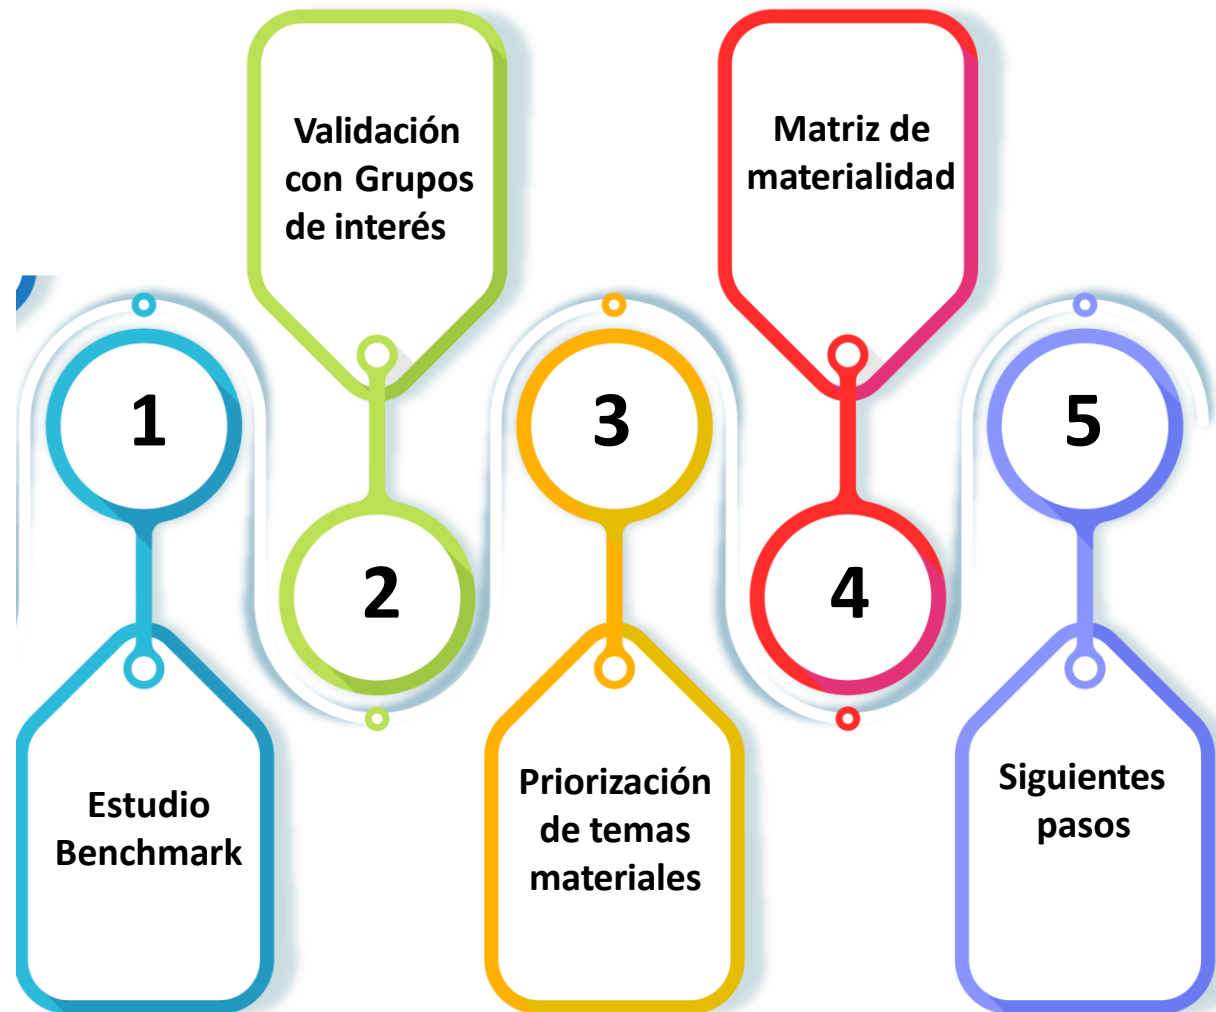 1
Estudio
Benchmark
2
Validación
con Grupos
de interés
3
Priorización
de temas
materiales
4
Matriz de
materialidad
5
Siguientes
pasos